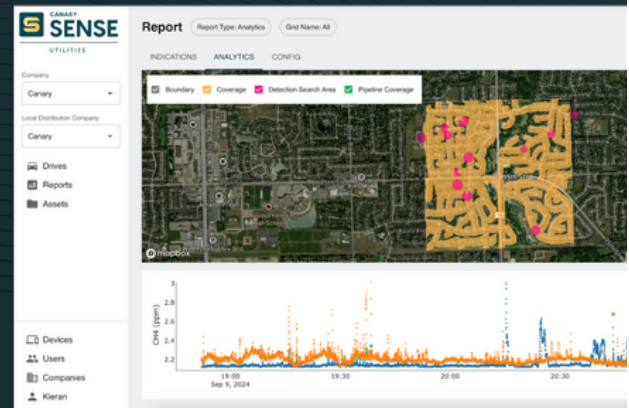 CANARY
SENSE
UTILITIES
Company
Canary
Local Distribution Company
Canary
Drives
Reports
Assets
Devices
Users
Companies
Kieran
Report
Report Type: Analytics
Grid Name: All
INDICATIONS
ANALYTICS
CONFIG
Boundary
Coverage
Detection Search Area
Pipeline Coverage
mapbox
CH4 (ppm)
3
2.8
2.6
2.4
2.2
19:00
19:30
20:00
20:30
Sep 9, 2024